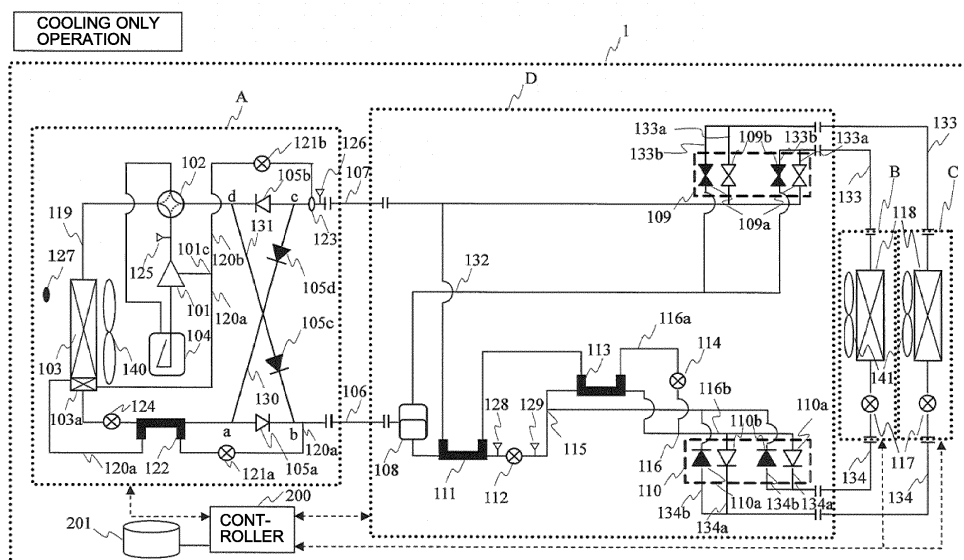 COOLING ONLY
OPERATION
1
A
D
121b
126
133a
109b
133b
133a
133
102
105b
107
133b
d
c
119
109
109a
133
B
118
C
131
123
127
125
101c
120b
132
105d
101
120a
116a
105c
113
114
103
104
140
141
103a
124
130
106
116b
110a
128
129
110b
a
b
115
116
117
120a
122
121a
105a
120a
108
111
112
110
110a
134b
134a
134
134b
134a
134
200
201
CONT-
ROLLER